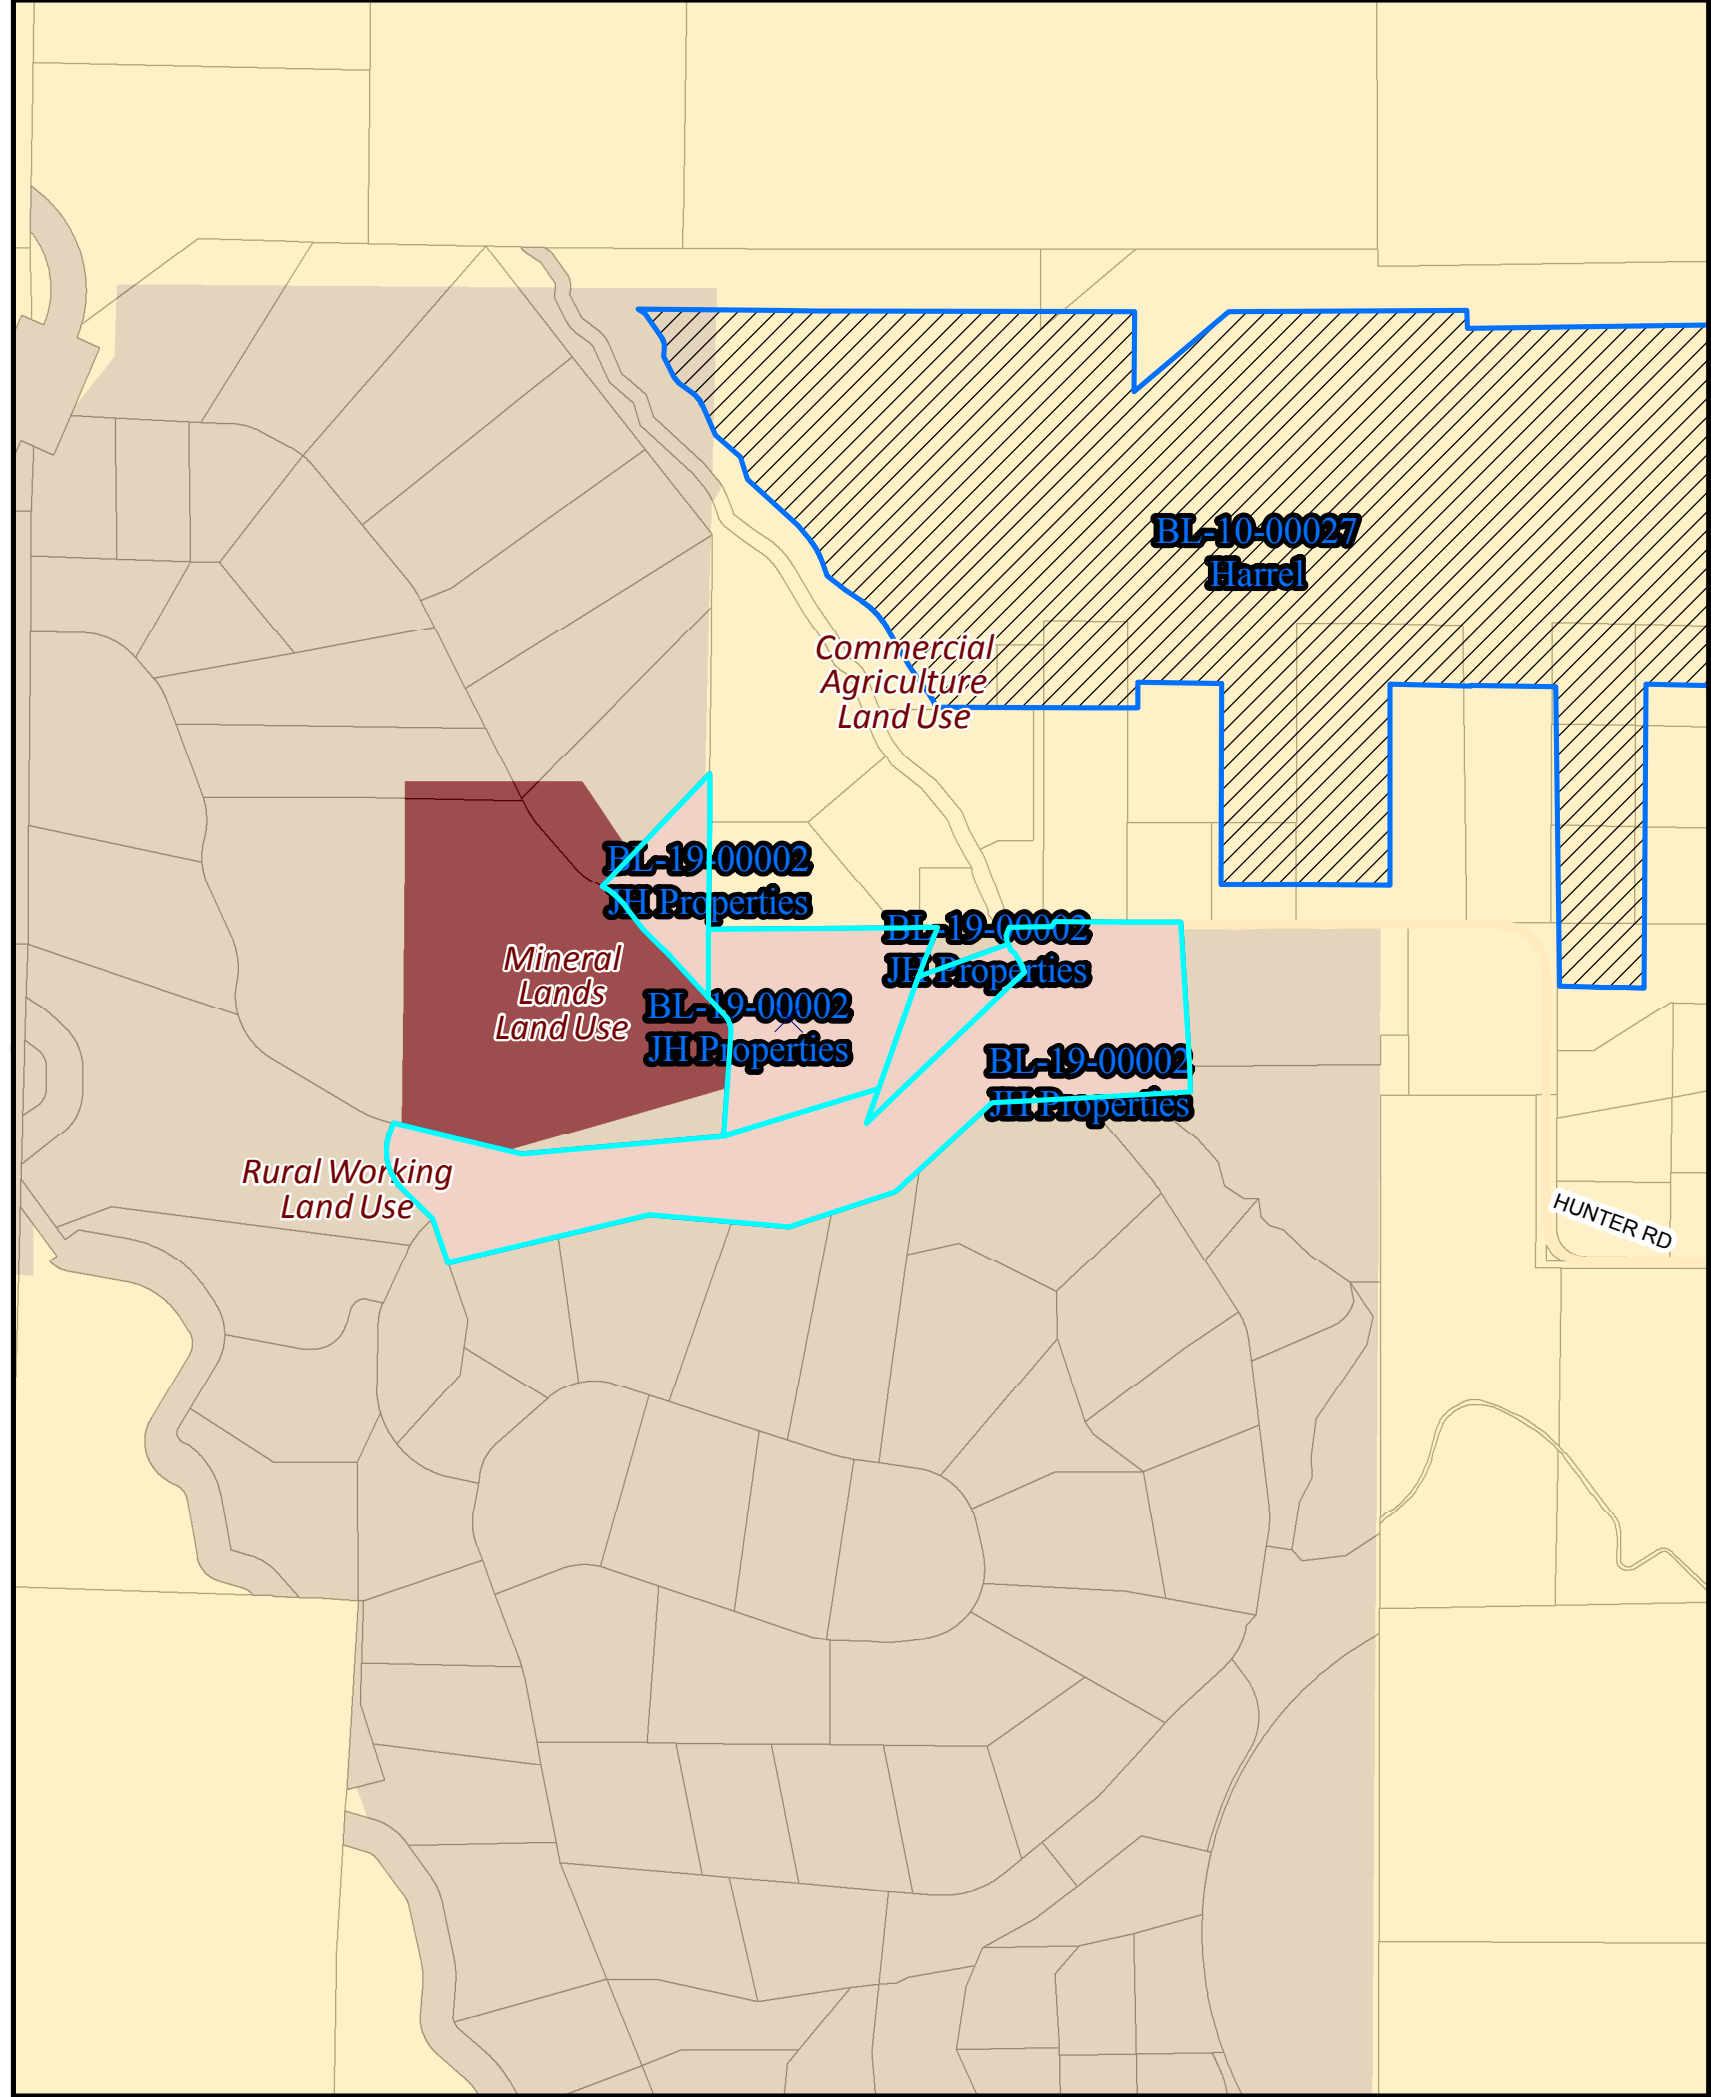 BL-10-00027
Harrel
Commercial
Agriculture
Land Use
BL-19-00002
JH Properties
BL-19-00002
JH Properties
Mineral
Lands
Land Use
BL-19-00002
JH Properties
BL-19-00002
JH Properties
Rural Working
Land Use
HUNTER RD